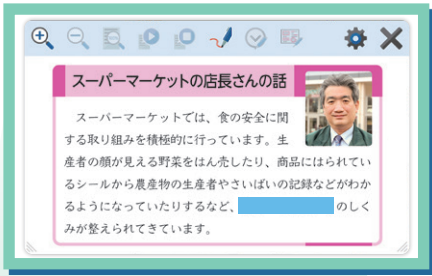 スーパーマーケットの店長さんの話
スーパーマーケットでは、食の安全に関
する取り組みを積極的に行っています。生
産者の顔が見える野菜をはん売したり、商品にはられてい
るシールから農産物の生産者やさいばいの記録などがわか
るようになっていたりするなど、 のしく
みが整えられてきています。